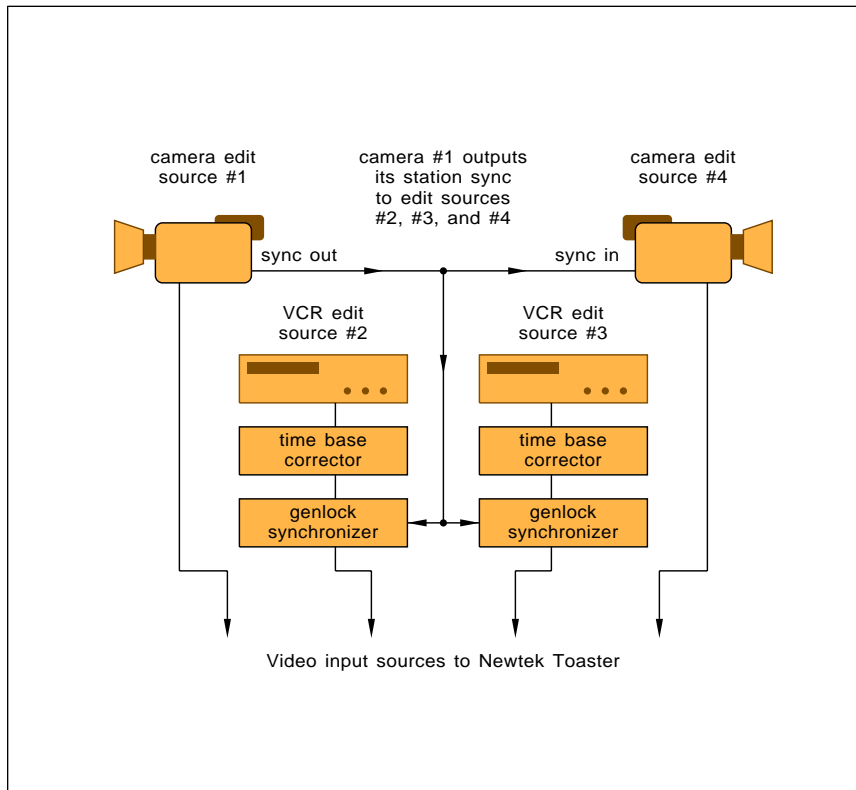 camera edit
source #1
camera #1 outputs
its station sync
to edit sources
#2, #3, and #4
camera edit
source #4
sync out
sync in
VCR edit
source #2
VCR edit
source #3
time base
corrector
time base
corrector
genlock
synchronizer
genlock
synchronizer
Video input sources to Newtek Toaster